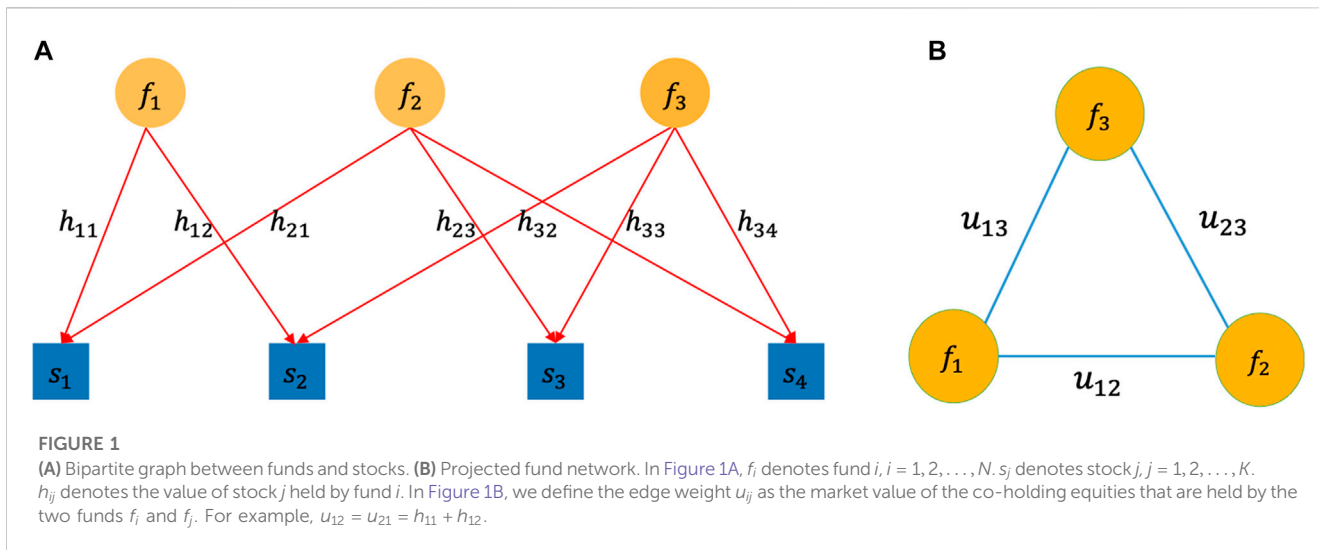 A
B
f₁
f₂
f₃
f₃
h₁₁
h₁₂
h₂₁
h₂₃
h₃₂
h₃₃
h₃₄
u₁₃
u₂₃
s₁
s₂
s₃
s₄
f₁
f₂
u₁₂
FIGURE 1
(A) Bipartite graph between funds and stocks. (B) Projected fund network. In Figure 1A, fᵢ denotes fund i, i = 1, 2, . . . , N. sⱼ denotes stock j, j = 1, 2, . . . , K.
hᵢⱼ denotes the value of stock j held by fund i. In Figure 1B, we define the edge weight uᵢⱼ as the market value of the co-holding equities that are held by the
two funds fᵢ and fⱼ. For example, u₁₂ = u₂₁ = h₁₁ + h₁₂.